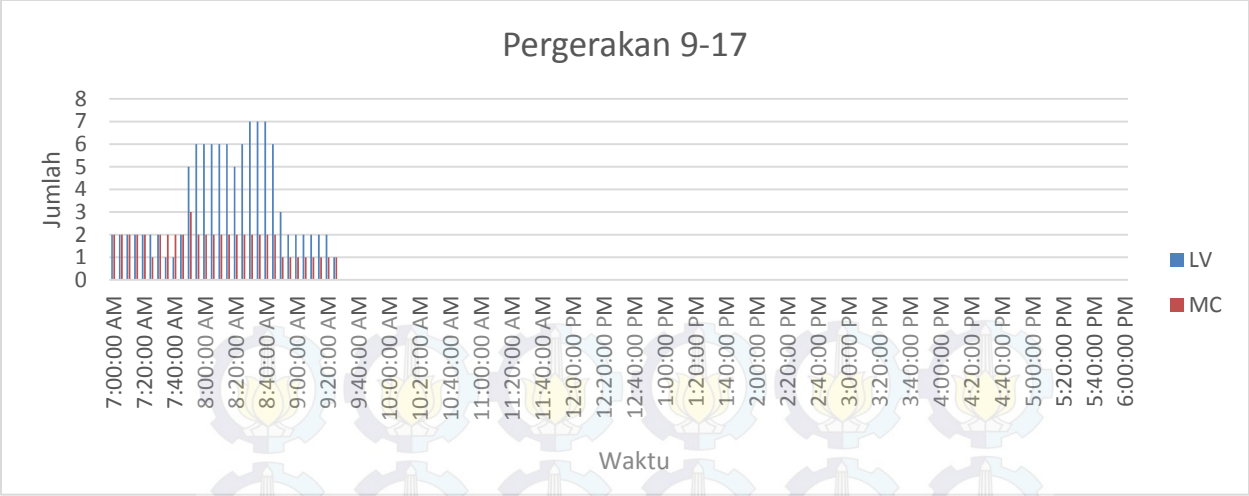 Pergerakan 9-17
8
7
6
5
4
3
2
1
0
Jumlah
7:00:00 AM
7:20:00 AM
7:40:00 AM
8:00:00 AM
8:20:00 AM
8:40:00 AM
9:00:00 AM
9:20:00 AM
9:40:00 AM
10:00:00 AM
10:20:00 AM
10:40:00 AM
11:00:00 AM
11:20:00 AM
11:40:00 AM
12:00:00 PM
12:20:00 PM
12:40:00 PM
1:00:00 PM
1:20:00 PM
1:40:00 PM
2:00:00 PM
2:20:00 PM
2:40:00 PM
3:00:00 PM
3:20:00 PM
3:40:00 PM
4:00:00 PM
4:20:00 PM
4:40:00 PM
5:00:00 PM
5:20:00 PM
5:40:00 PM
6:00:00 PM
Waktu
LV
MC